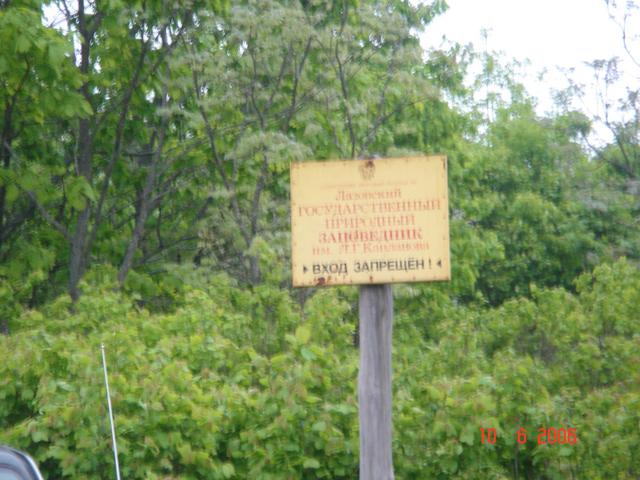 Лазовский
ГОСУДАРСТВЕННЫЙ
ПРИРОДНЫЙ
ЗАПОВЕДНИК
им. Л.Г. Капланова
ВХОД ЗАПРЕЩЁН!
10 6 2008